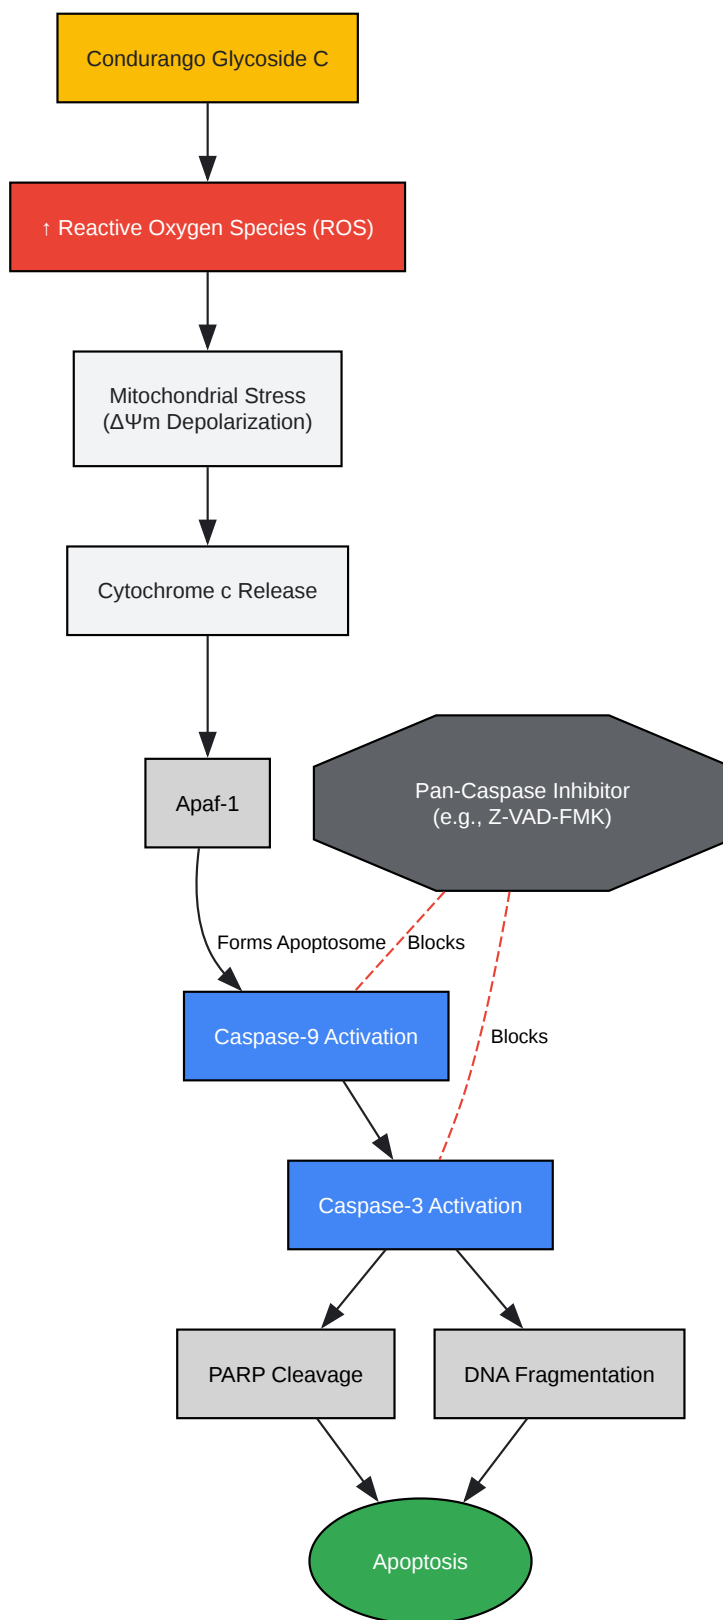 Condurango Glycoside C
↑ Reactive Oxygen Species (ROS)
Mitochondrial Stress
(ΔΨm Depolarization)
Cytochrome c Release
Apaf-1
Pan-Caspase Inhibitor
(e.g., Z-VAD-FMK)
Forms Apoptosome
Blocks
Caspase-9 Activation
Blocks
Caspase-3 Activation
PARP Cleavage
DNA Fragmentation
Apoptosis